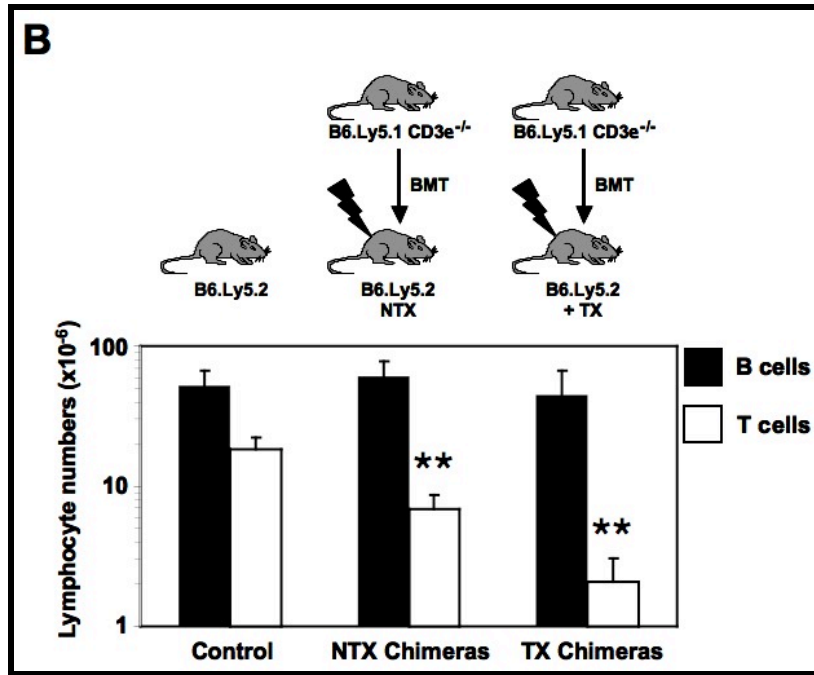 B
B6.Ly5.1 CD3e-/- B6.Ly5.1 CD3e-/-
BMT BMT
B6.Ly5.2 B6.Ly5.2 B6.Ly5.2
NTX + TX
Lymphocyte numbers (x10-6)
100
10
1
** **
B cells
T cells
Control NTX Chimeras TX Chimeras